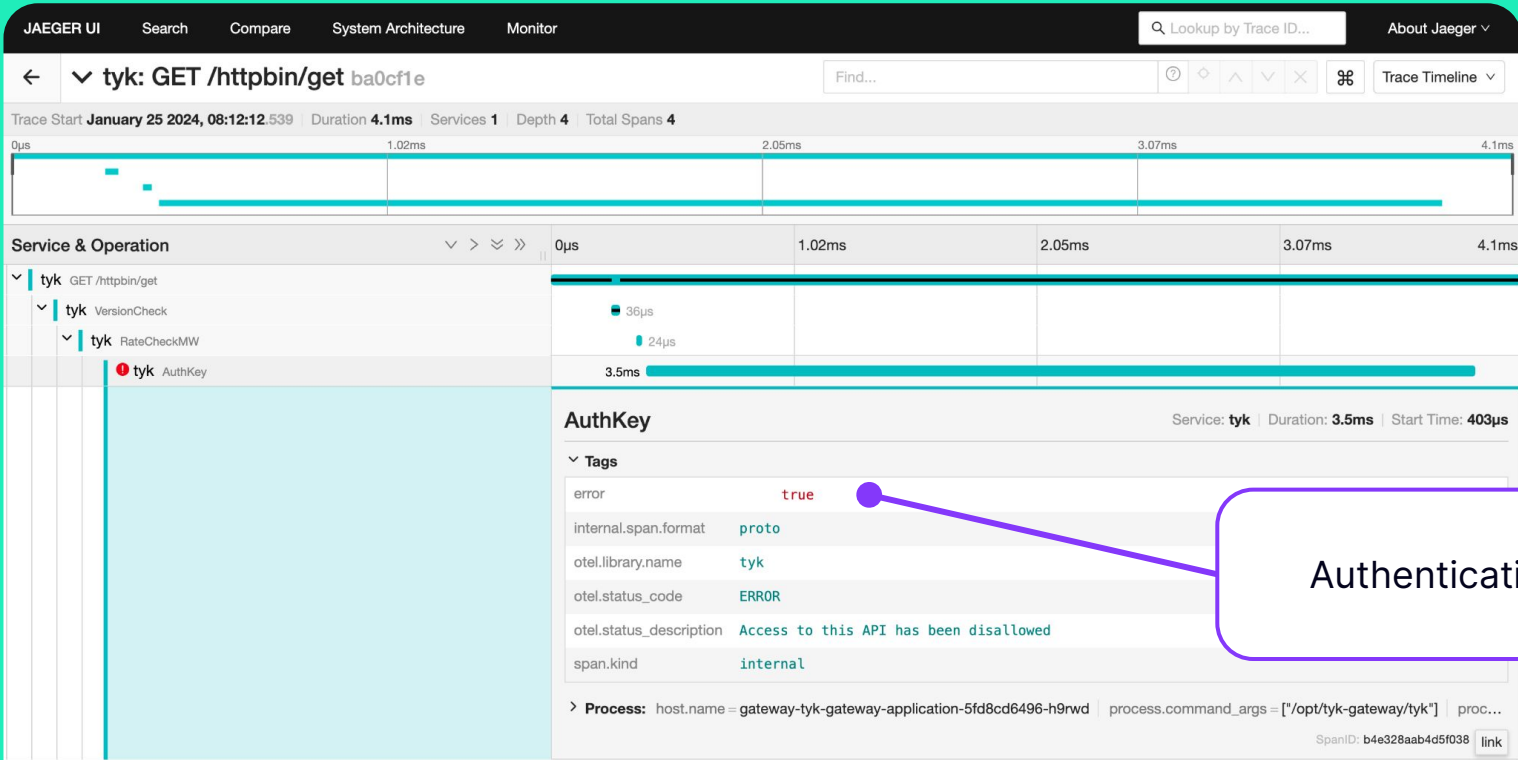 JAEGER UI Search Compare System Architecture Monitor Lookup by Trace ID... About Jaeger
tyk: GET /httpbin/get ba0cf1e Find... Trace Timeline
Trace Start January 25 2024, 08:12:12.539 Duration 4.1ms Services 1 Depth 4 Total Spans 4
0μs 1.02ms 2.05ms 3.07ms 4.1ms
Service & Operation 0μs 1.02ms 2.05ms 3.07ms 4.1ms
tyk GET /httpbin/get
tyk VersionCheck 36μs
tyk RateCheckMW 24μs
tyk AuthKey 3.5ms
AuthKey Service: tyk Duration: 3.5ms Start Time: 403μs
Tags
error true
internal.span.format proto
otel.library.name tyk
Authenticati
otel.status_code ERROR
otel.status_description Access to this API has been disallowed
span.kind internal
Process: host.name = gateway-tyk-gateway-application-5fd8cd6496-h9rwd process.command_args = ["/opt/tyk-gateway/tyk"] proc...
SpanID: b4e328aab4d5f038 link